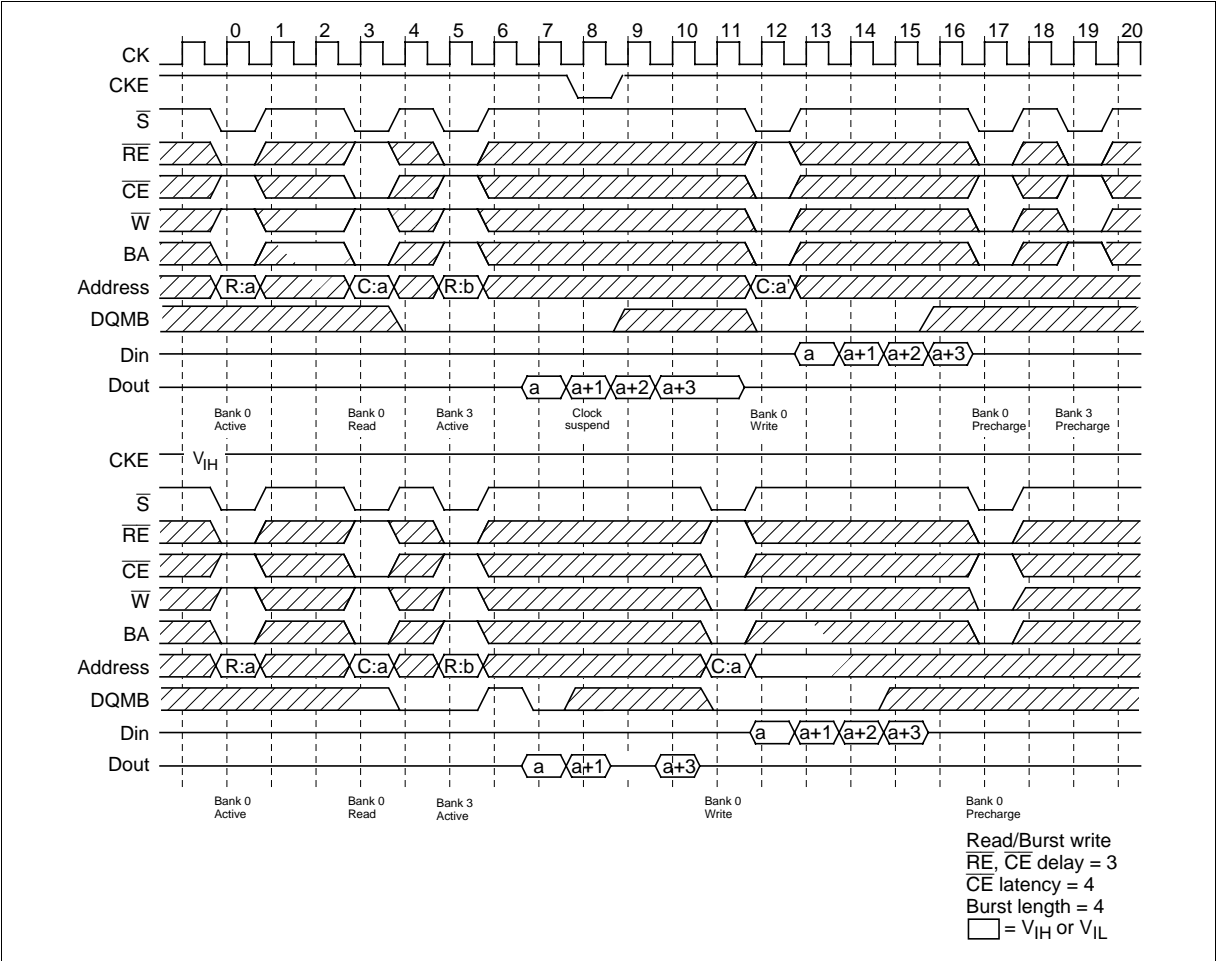 0 1 2 3 4 5 6 7 8 9 10 11 12 13 14 15 16 17 18 19 20
CK
CKE
S
RE
CE
W
BA
Address R:a C:a R:b C:a'
DQMB
Din a a+1 a+2 a+3
Dout a a+1 a+2 a+3
Bank 0 Bank 0 Bank 3 Clock Bank 0 Bank 0 Bank 3
Active Read Active suspend Write Precharge Precharge
CKE VIH
S
RE
CE
W
BA
Address R:a C:a R:b C:a
DQMB
Din a a+1 a+2 a+3
Dout a a+1 a+3
Bank 0 Bank 0 Bank 3 Bank 0 Bank 0
Active Read Active Write Precharge
Read/Burst write
RE, CE delay = 3
CE latency = 4
Burst length = 4
= VIH or VIL